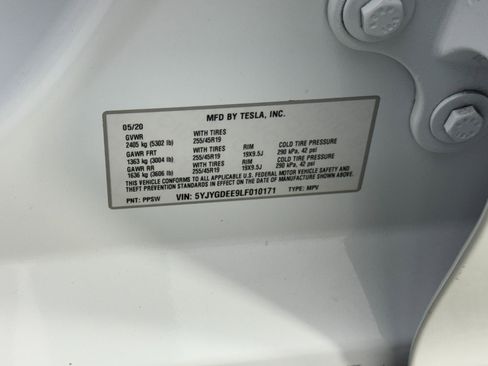 MFD BY TESLA, INC.
05/20
GVWR WITH TIRES
2405 kg (5302 lb) 255/45R19
GAWR FRT WITH TIRES RIM COLD TIRE PRESSURE
1363 kg (3004 lb) 255/45R19 19X9.5J 290 kPa, 42 psi
GAWR RR WITH TIRES RIM COLD TIRE PRESSURE
1636 kg (3606 lb) 255/45R19 19X9.5J 290 kPa, 42 psi
THIS VEHICLE CONFORMS TO ALL APPLICABLE U.S. FEDERAL MOTOR VEHICLE SAFETY AND
THEFT PREVENTION STANDARDS IN EFFECT ON THE DATE OF MANUFACTURE SHOWN ABOVE.
PNT: PPSW VIN: 5YJYGDEE9LF010171 TYPE: MPV